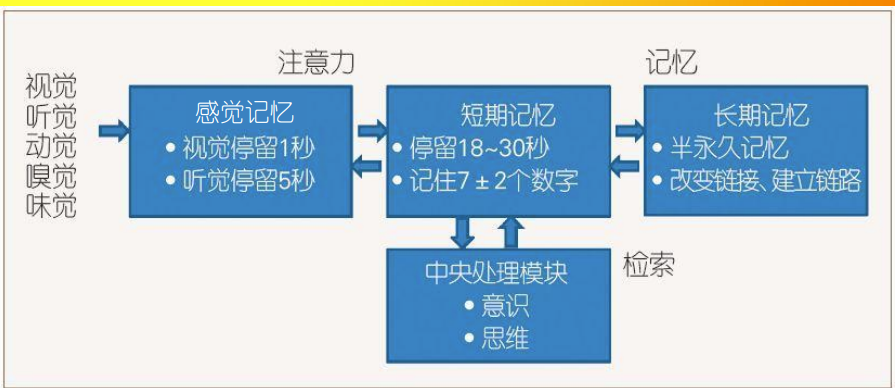 注意力
记忆
视觉
听觉
动觉
嗅觉
味觉
感觉记忆
• 视觉停留1秒
• 听觉停留5秒
短期记忆
• 停留18~30秒
• 记住7±2个数字
长期记忆
• 半永久记忆
• 改变链接、建立链路
中央处理模块
• 意识
• 思维
检索